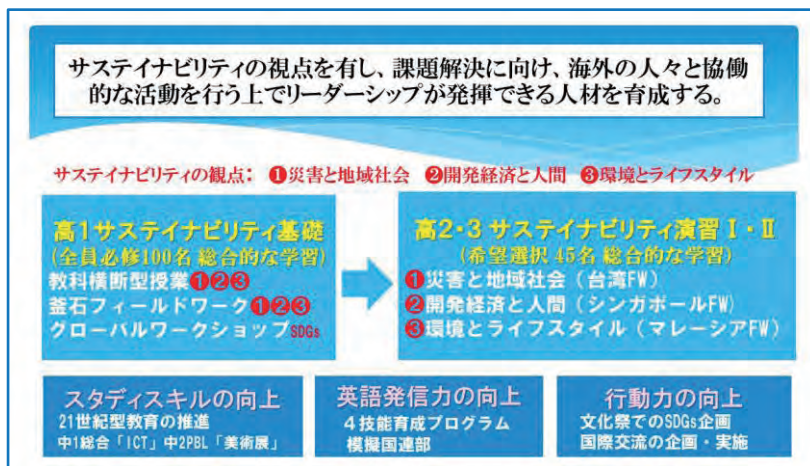 サステイナビリティの視点を有し、課題解決に向け、海外の人々と協働
的な活動を行う上でリーダーシップが発揮できる人材を育成する。
サステイナビリティの観点： ❶災害と地域社会 ❷開発経済と人間 ❸環境とライフスタイル
高1サステイナビリティ基礎
(全員必修100名 総合的な学習)
教科横断型授業❶❷❸
釜石フィールドワーク❶❷❸
グローバルワークショップSDGs
高2・3 サステイナビリティ演習Ⅰ・Ⅱ
(希望選択 45名 総合的な学習)
❶災害と地域社会（台湾FW）
❷開発経済と人間（シンガポールFW）
❸環境とライフスタイル（マレーシアFW）
スタディスキルの向上
21世紀型教育の推進
中1総合「ICT」中2PBL「美術展」
英語発信力の向上
４技能育成プログラム
模擬国連部
行動力の向上
文化祭でのSDGs企画
国際交流の企画・実施